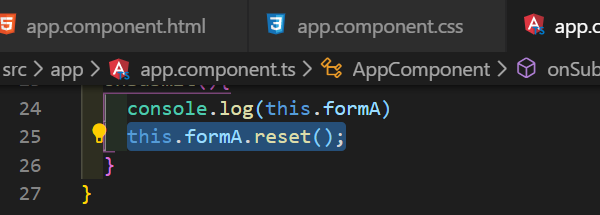 app.component.html app.component.css app.c
src > app > app.component.ts > AppComponent > onSub
24 console.log(this.formA)
25 this.formA.reset();
26 }
27 }